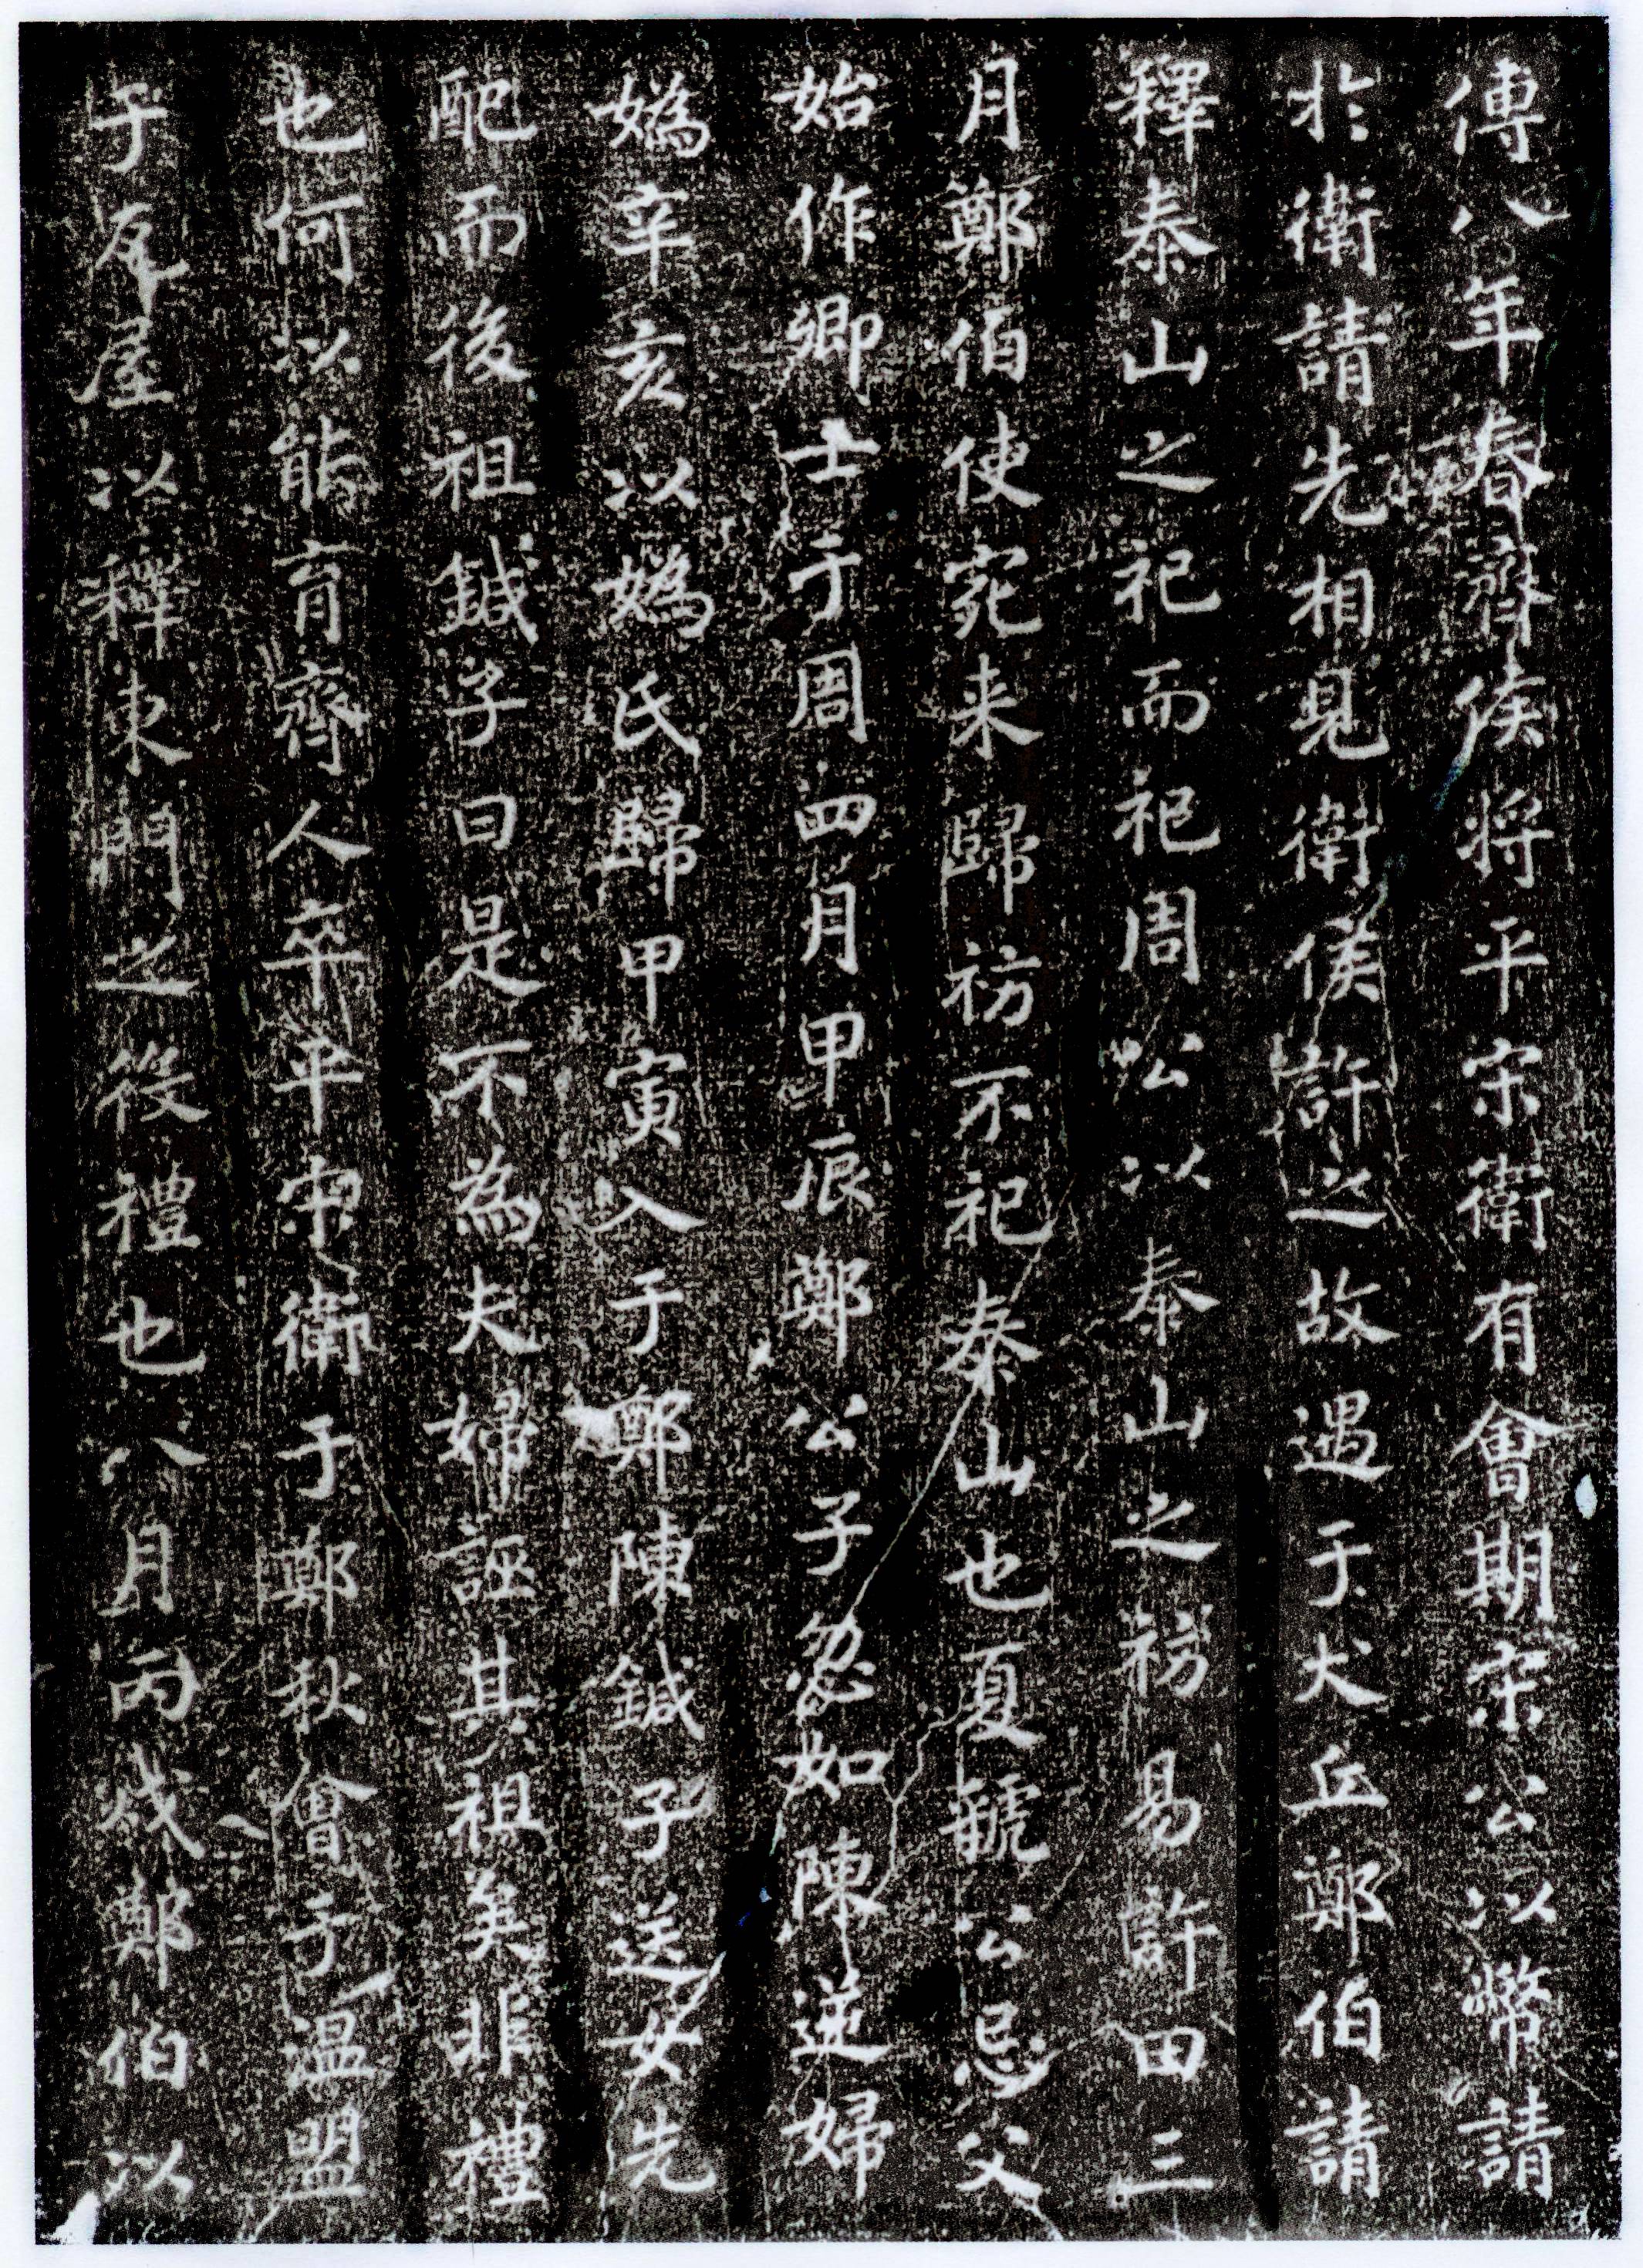 傳八年春齊侯将平宋衛有會期宋公以幣請
於衛請先相見衛侯許之故遇于犬丘鄭伯請
釋泰山之祀而祀周公以泰山之祊易許田三
月鄭伯使宛来歸祊不祀泰山也夏虢公忌父
始作卿士于周四月甲辰鄭公子忽如陳逆婦
媯辛亥以媯氏歸甲寅入于鄭陳鍼子送女先
配而後祖鍼子曰是不為夫婦誣其祖矣非禮
也何以能育齊人卒平宋衛于鄭秋會于温盟
于瓦屋以釋東門之役禮也八月丙戌鄭伯以